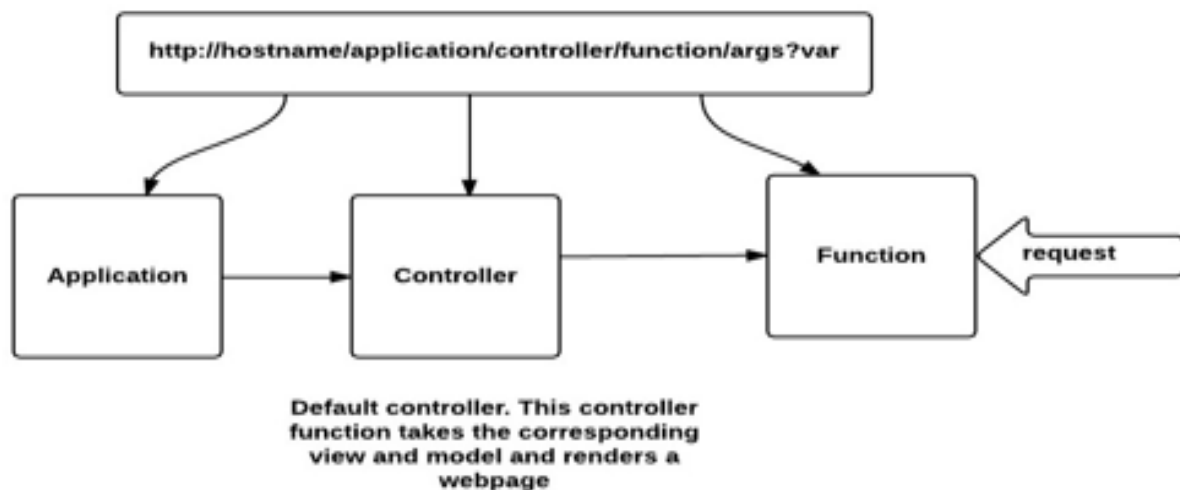 http://hostname/application/controller/function/args?var
Application
Controller
Function
request
Default controller. This controller
function takes the corresponding
view and model and renders a
webpage